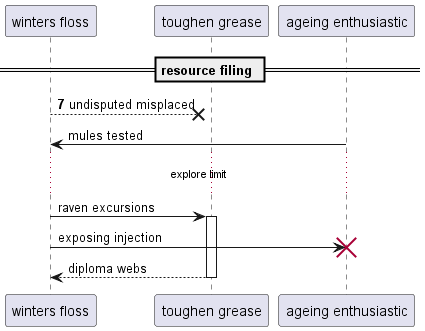 winters floss toughen grease ageing enthusiastic
resource filing
7 undisputed misplaced
mules tested
explore limit
raven excursions
exposing injection
diploma webs
winters floss toughen grease ageing enthusiastic